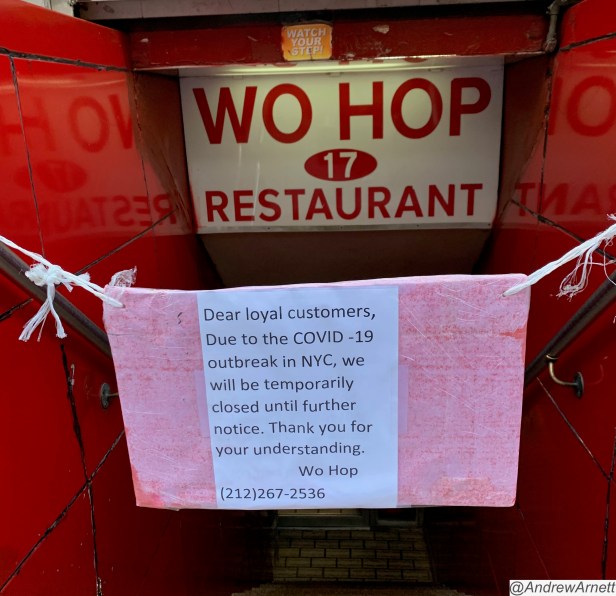 WATCH
YOUR
STEP!
WO HOP
17
RESTAURANT
Dear loyal customers,
Due to the COVID -19
outbreak in NYC, we
will be temporarily
closed until further
notice. Thank you for
your understanding.
Wo Hop
(212)267-2536
@AndrewArnett